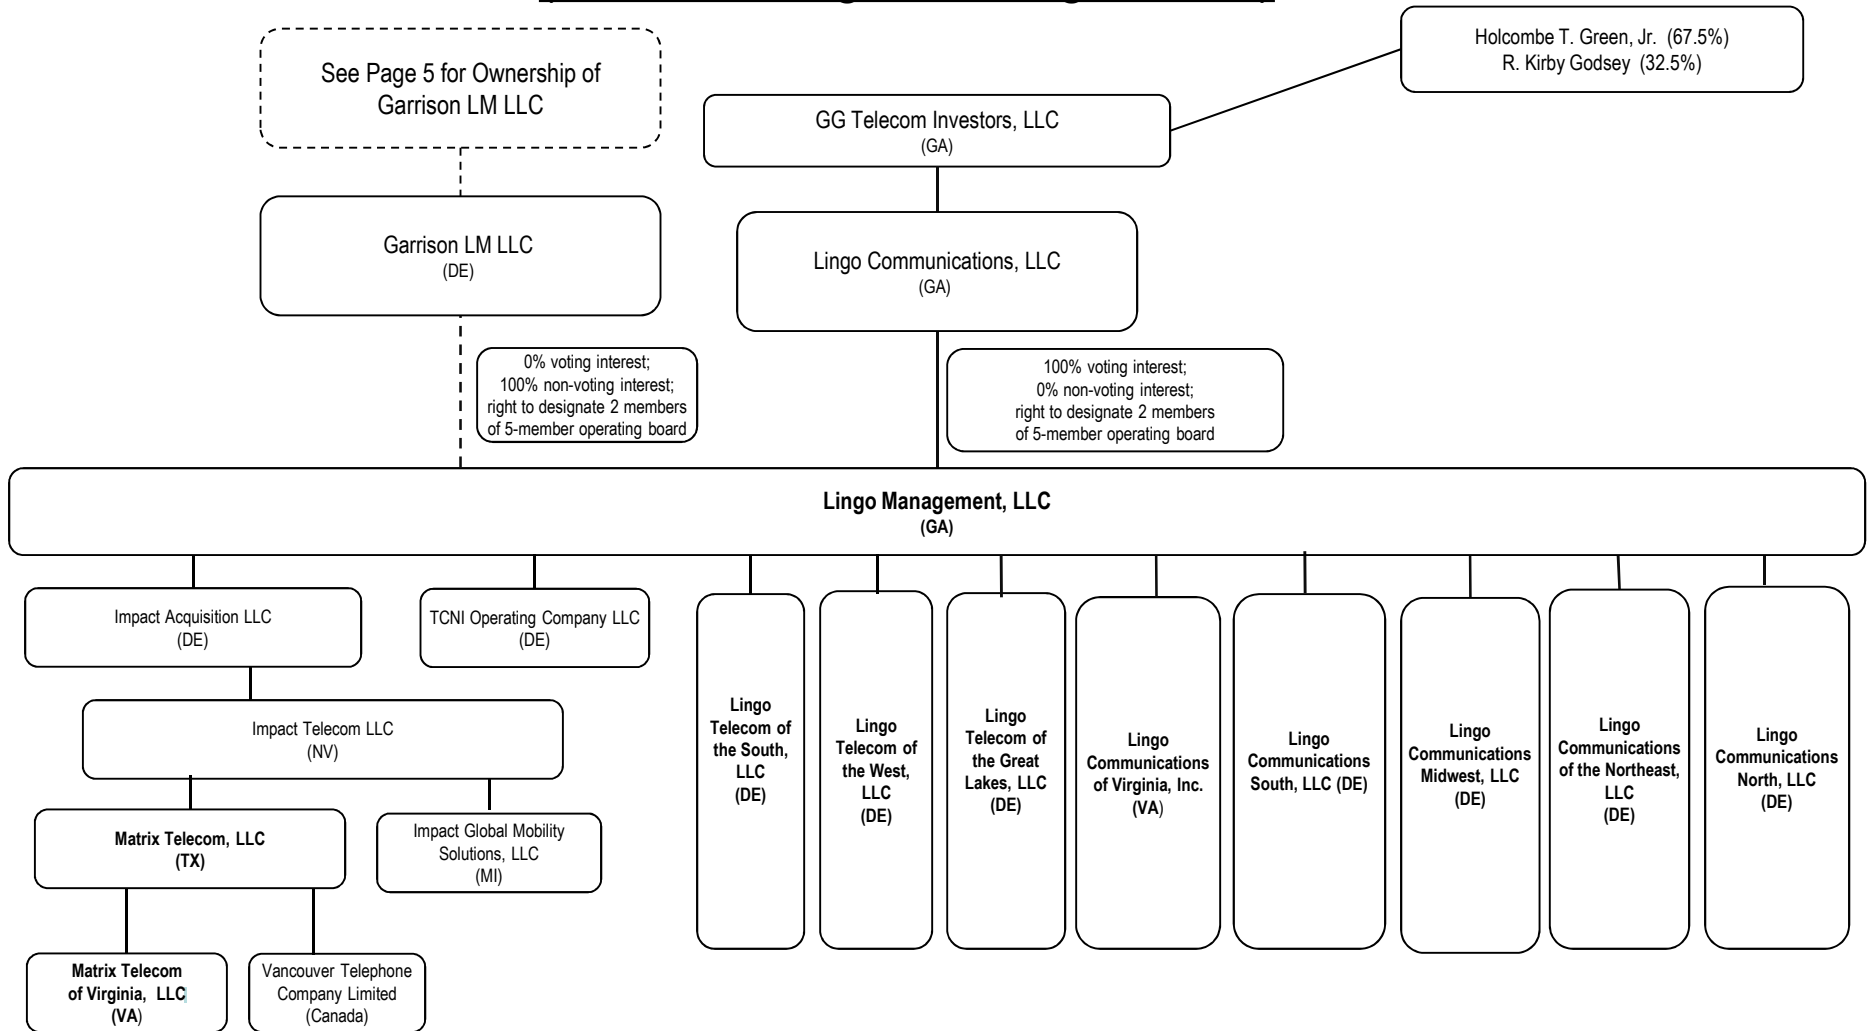 Holcombe T. Green, Jr. (67.5%)
R. Kirby Godsey (32.5%)
See Page 5 for Ownership of
Garrison LM LLC
GG Telecom Investors, LLC
(GA)
Garrison LM LLC
(DE)
Lingo Communications, LLC
(GA)
0% voting interest;
100% non-voting interest;
right to designate 2 members
of 5-member operating board
100% voting interest;
0% non-voting interest;
right to designate 2 members
of 5-member operating board
Lingo Management, LLC
(GA)
Impact Acquisition LLC
(DE)
TCNI Operating Company LLC
(DE)
Impact Telecom LLC
(NV)
Matrix Telecom, LLC
(TX)
Impact Global Mobility
Solutions, LLC
(MI)
Matrix Telecom
of Virginia, LLC
(VA)
Vancouver Telephone
Company Limited
(Canada)
Lingo
Telecom of
the South,
LLC
(DE)
Lingo
Telecom of
the West,
LLC
(DE)
Lingo
Telecom of
the Great
Lakes, LLC
(DE)
Lingo
Communications
of Virginia, Inc.
(VA)
Lingo
Communications
South, LLC (DE)
Lingo
Communications
Midwest, LLC
(DE)
Lingo
Communications
of the Northeast,
LLC
(DE)
Lingo
Communications
North, LLC
(DE)